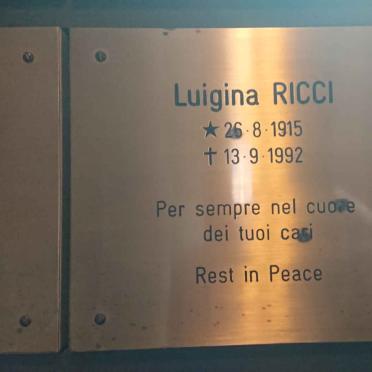 Luigina RICCI
★ 26·8·1915
✝ 13·9·1992
Per sempre nel cuore
dei tuoi cari
Rest in Peace